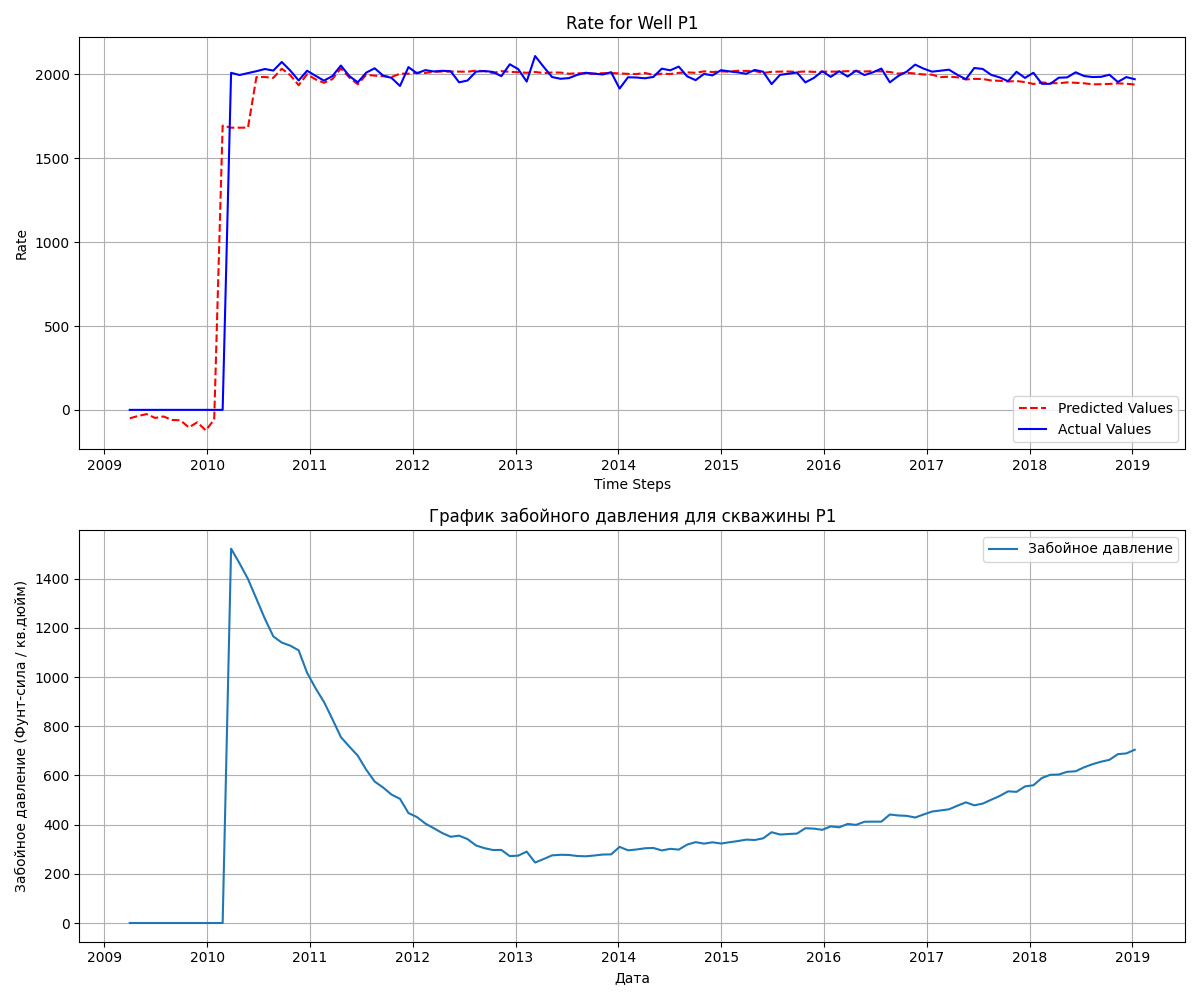 Rate for Well P1
2000
1500
1000
500
0
Rate
Predicted Values
Actual Values
2009 2010 2011 2012 2013 2014 2015 2016 2017 2018 2019
Time Steps
График забойного давления для скважины P1
Забойное давление
1400
1200
1000
800
600
400
200
0
Забойное давление (Фунт-сила / кв.дюйм)
2009 2010 2011 2012 2013 2014 2015 2016 2017 2018 2019
Дата